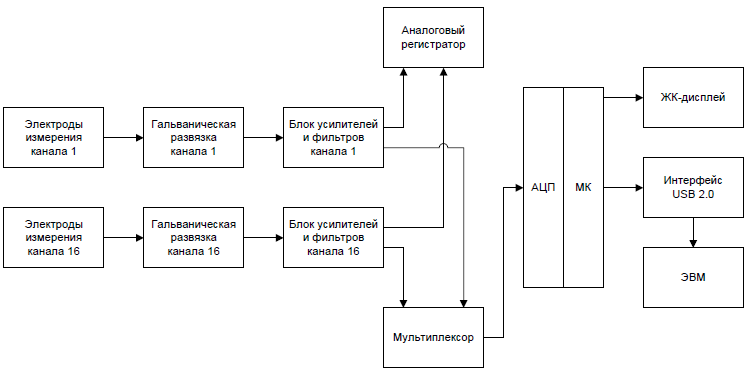 Аналоговый
регистратор
Электроды
измерения
канала 1
Гальваническая
развязка
канала 1
Блок усилителей
и фильтров
канала 1
ЖК-дисплей
АЦП
МК
Интерфейс
USB 2.0
Электроды
измерения
канала 16
Гальваническая
развязка
канала 16
Блок усилителей
и фильтров
канала 16
ЭВМ
Мультиплексор